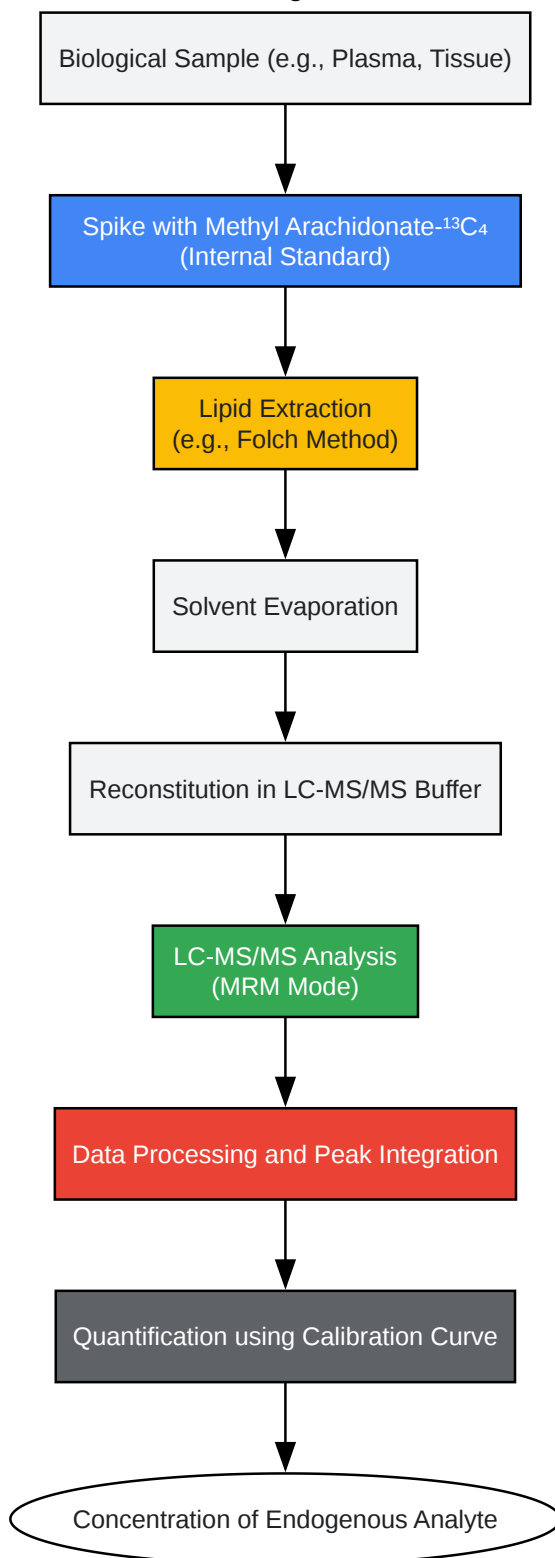 Biological Sample (e.g., Plasma, Tissue)
Spike with Methyl Arachidonate-¹³C₄
(Internal Standard)
Lipid Extraction
(e.g., Folch Method)
Solvent Evaporation
Reconstitution in LC-MS/MS Buffer
LC-MS/MS Analysis
(MRM Mode)
Data Processing and Peak Integration
Quantification using Calibration Curve
Concentration of Endogenous Analyte